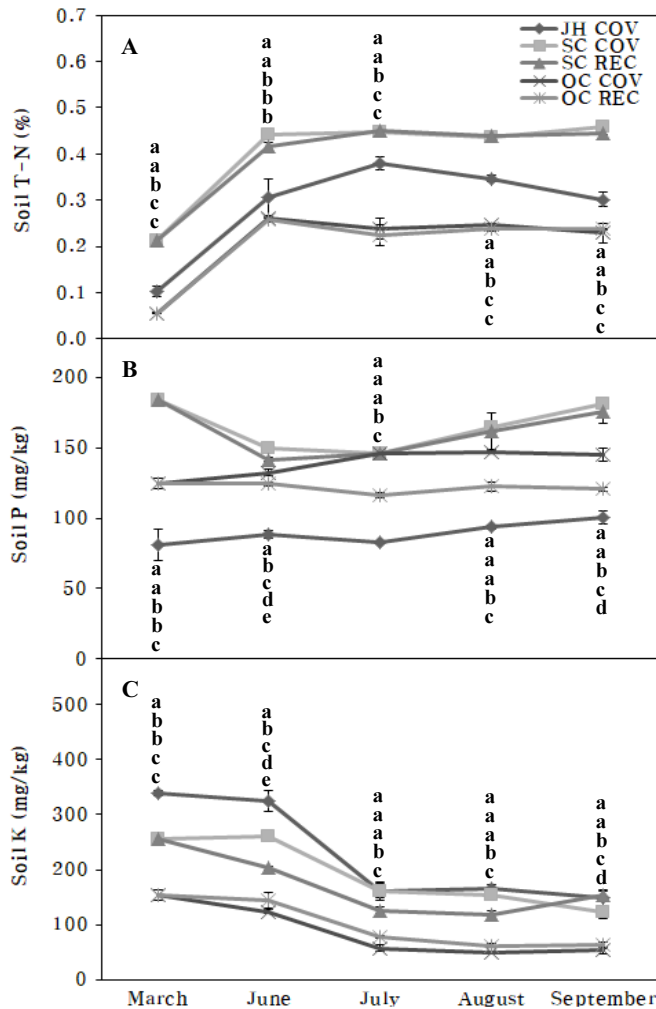 A
Soil T-N (%)
0.7
0.6
0.5
0.4
0.3
0.2
0.1
0.0
JH COV
SC COV
SC REC
OC COV
OC REC
a a b c c
a a b b b
a a b c c
a a b c c
a a b c c
B
Soil P (mg/kg)
200
150
100
50
0
a a b b c
a b c d e
a a a b c
a a a b c
a a b c d
C
Soil K (mg/kg)
500
400
300
200
100
0
a b b c c
a b c d e
a a a b c
a a a b c
a a b c d
March June July August September